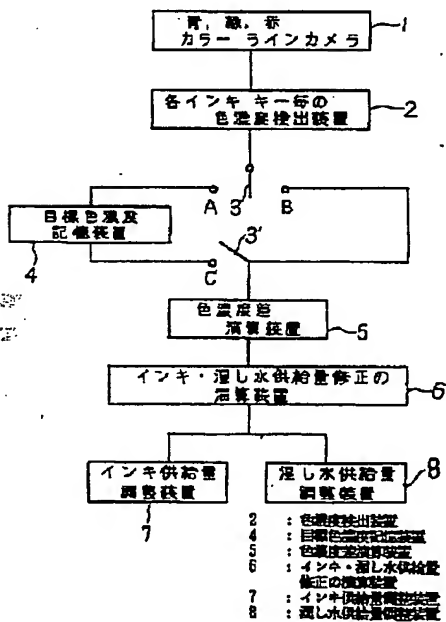 青，緑，赤
カラー ラインカメラ
1
各インキ キー毎の
色濃度検出装置
2
A
3
B
目標色濃度
記憶装置
4
3'
C
色濃度差
演算装置
5
インキ・湿し水供給量修正の
演算装置
6
インキ供給量
調整装置
7
湿し水供給量
調整装置
8
2 : 色濃度検出装置
4 : 目標色濃度記憶装置
5 : 色濃度差演算装置
6 : インキ・湿し水供給量
修正の演算装置
7 : インキ供給量調整装置
8 : 湿し水供給量調整装置